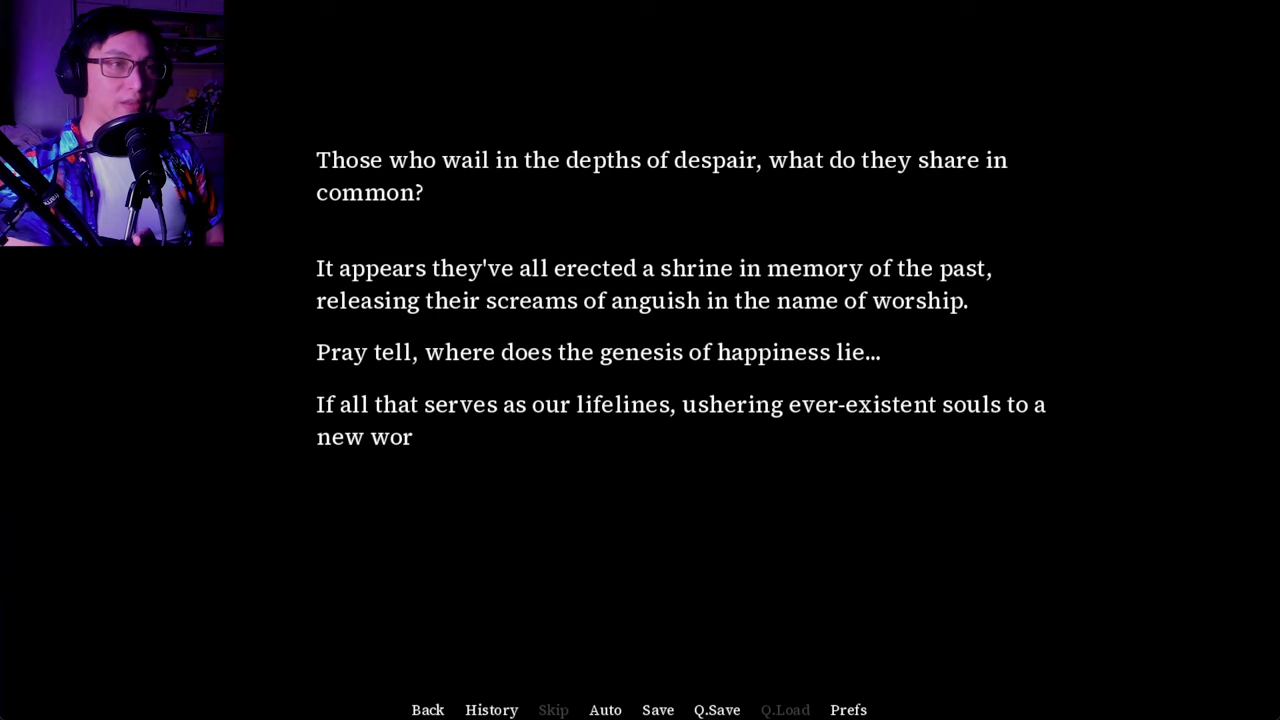 Those who wail in the depths of despair, what do they share in
common?
It appears they've all erected a shrine in memory of the past,
releasing their screams of anguish in the name of worship.
Pray tell, where does the genesis of happiness lie...
If all that serves as our lifelines, ushering ever-existent souls to a
new wor
Back History Skip Auto Save Q.Save Q.Load Prefs